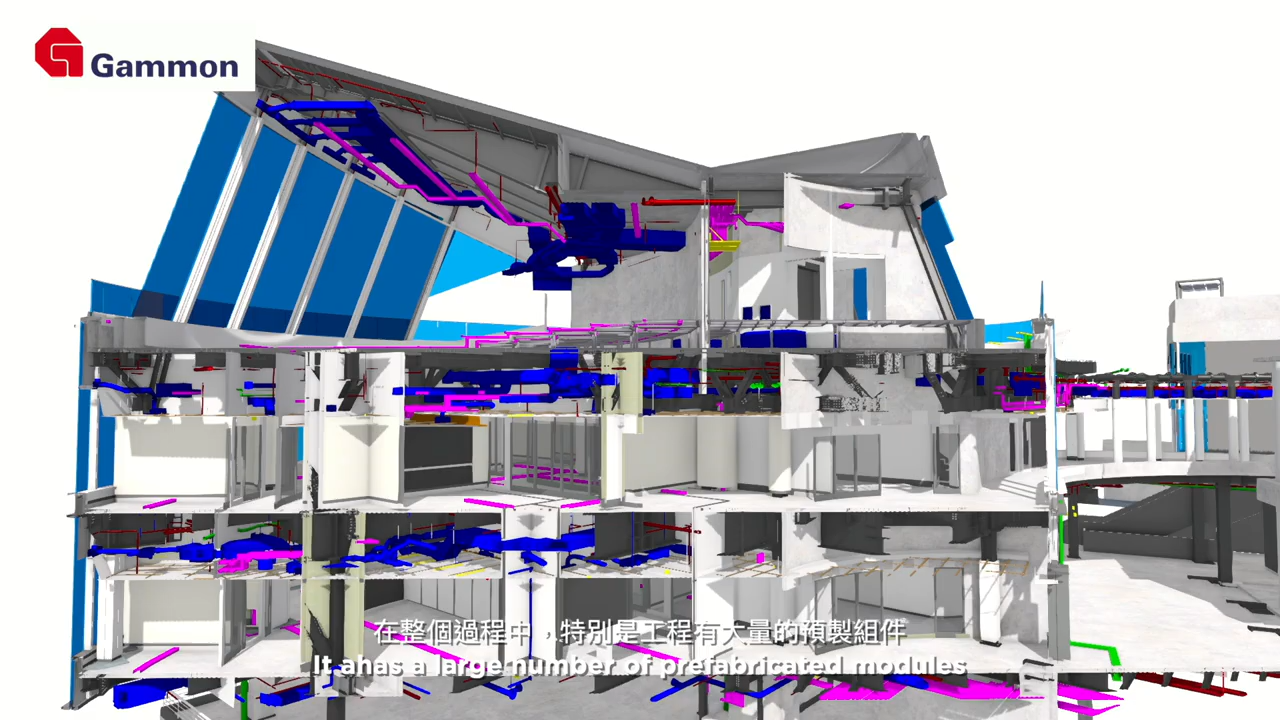 Gammon
在整個過程中，特別是工程有大量的預製組件
It ahas a large number of prefabricated modules